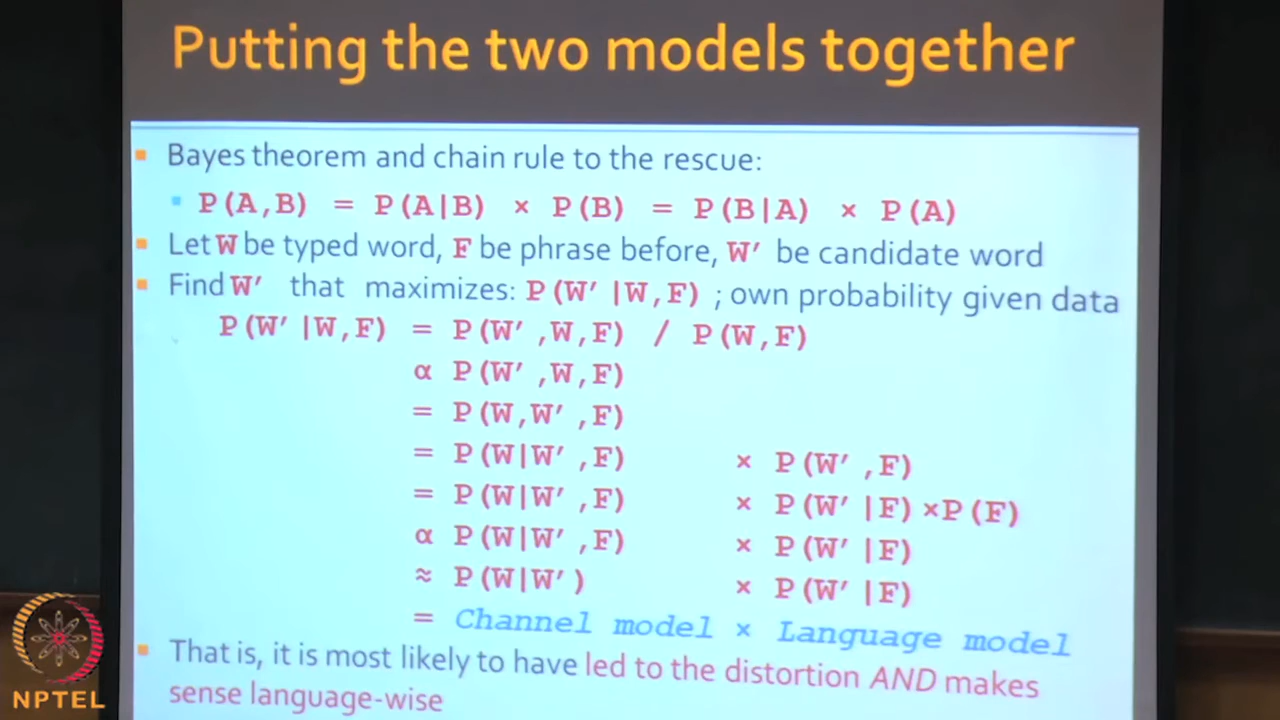 Putting the two models together
Bayes theorem and chain rule to the rescue:
P(A,B) = P(A|B) × P(B) = P(B|A) × P(A)
Let W be typed word, F be phrase before, W′ be candidate word
Find W′ that maximizes: P(W′|W,F) ; own probability given data
P(W′|W,F) = P(W′,W,F) / P(W,F)
α P(W′,W,F)
= P(W,W′,F)
= P(W|W′,F) × P(W′,F)
= P(W|W′,F) × P(W′|F)×P(F)
α P(W|W′,F) × P(W′|F)
≈ P(W|W′) × P(W′|F)
= Channel model × Language model
That is, it is most likely to have led to the distortion AND makes
sense language-wise
NPTEL